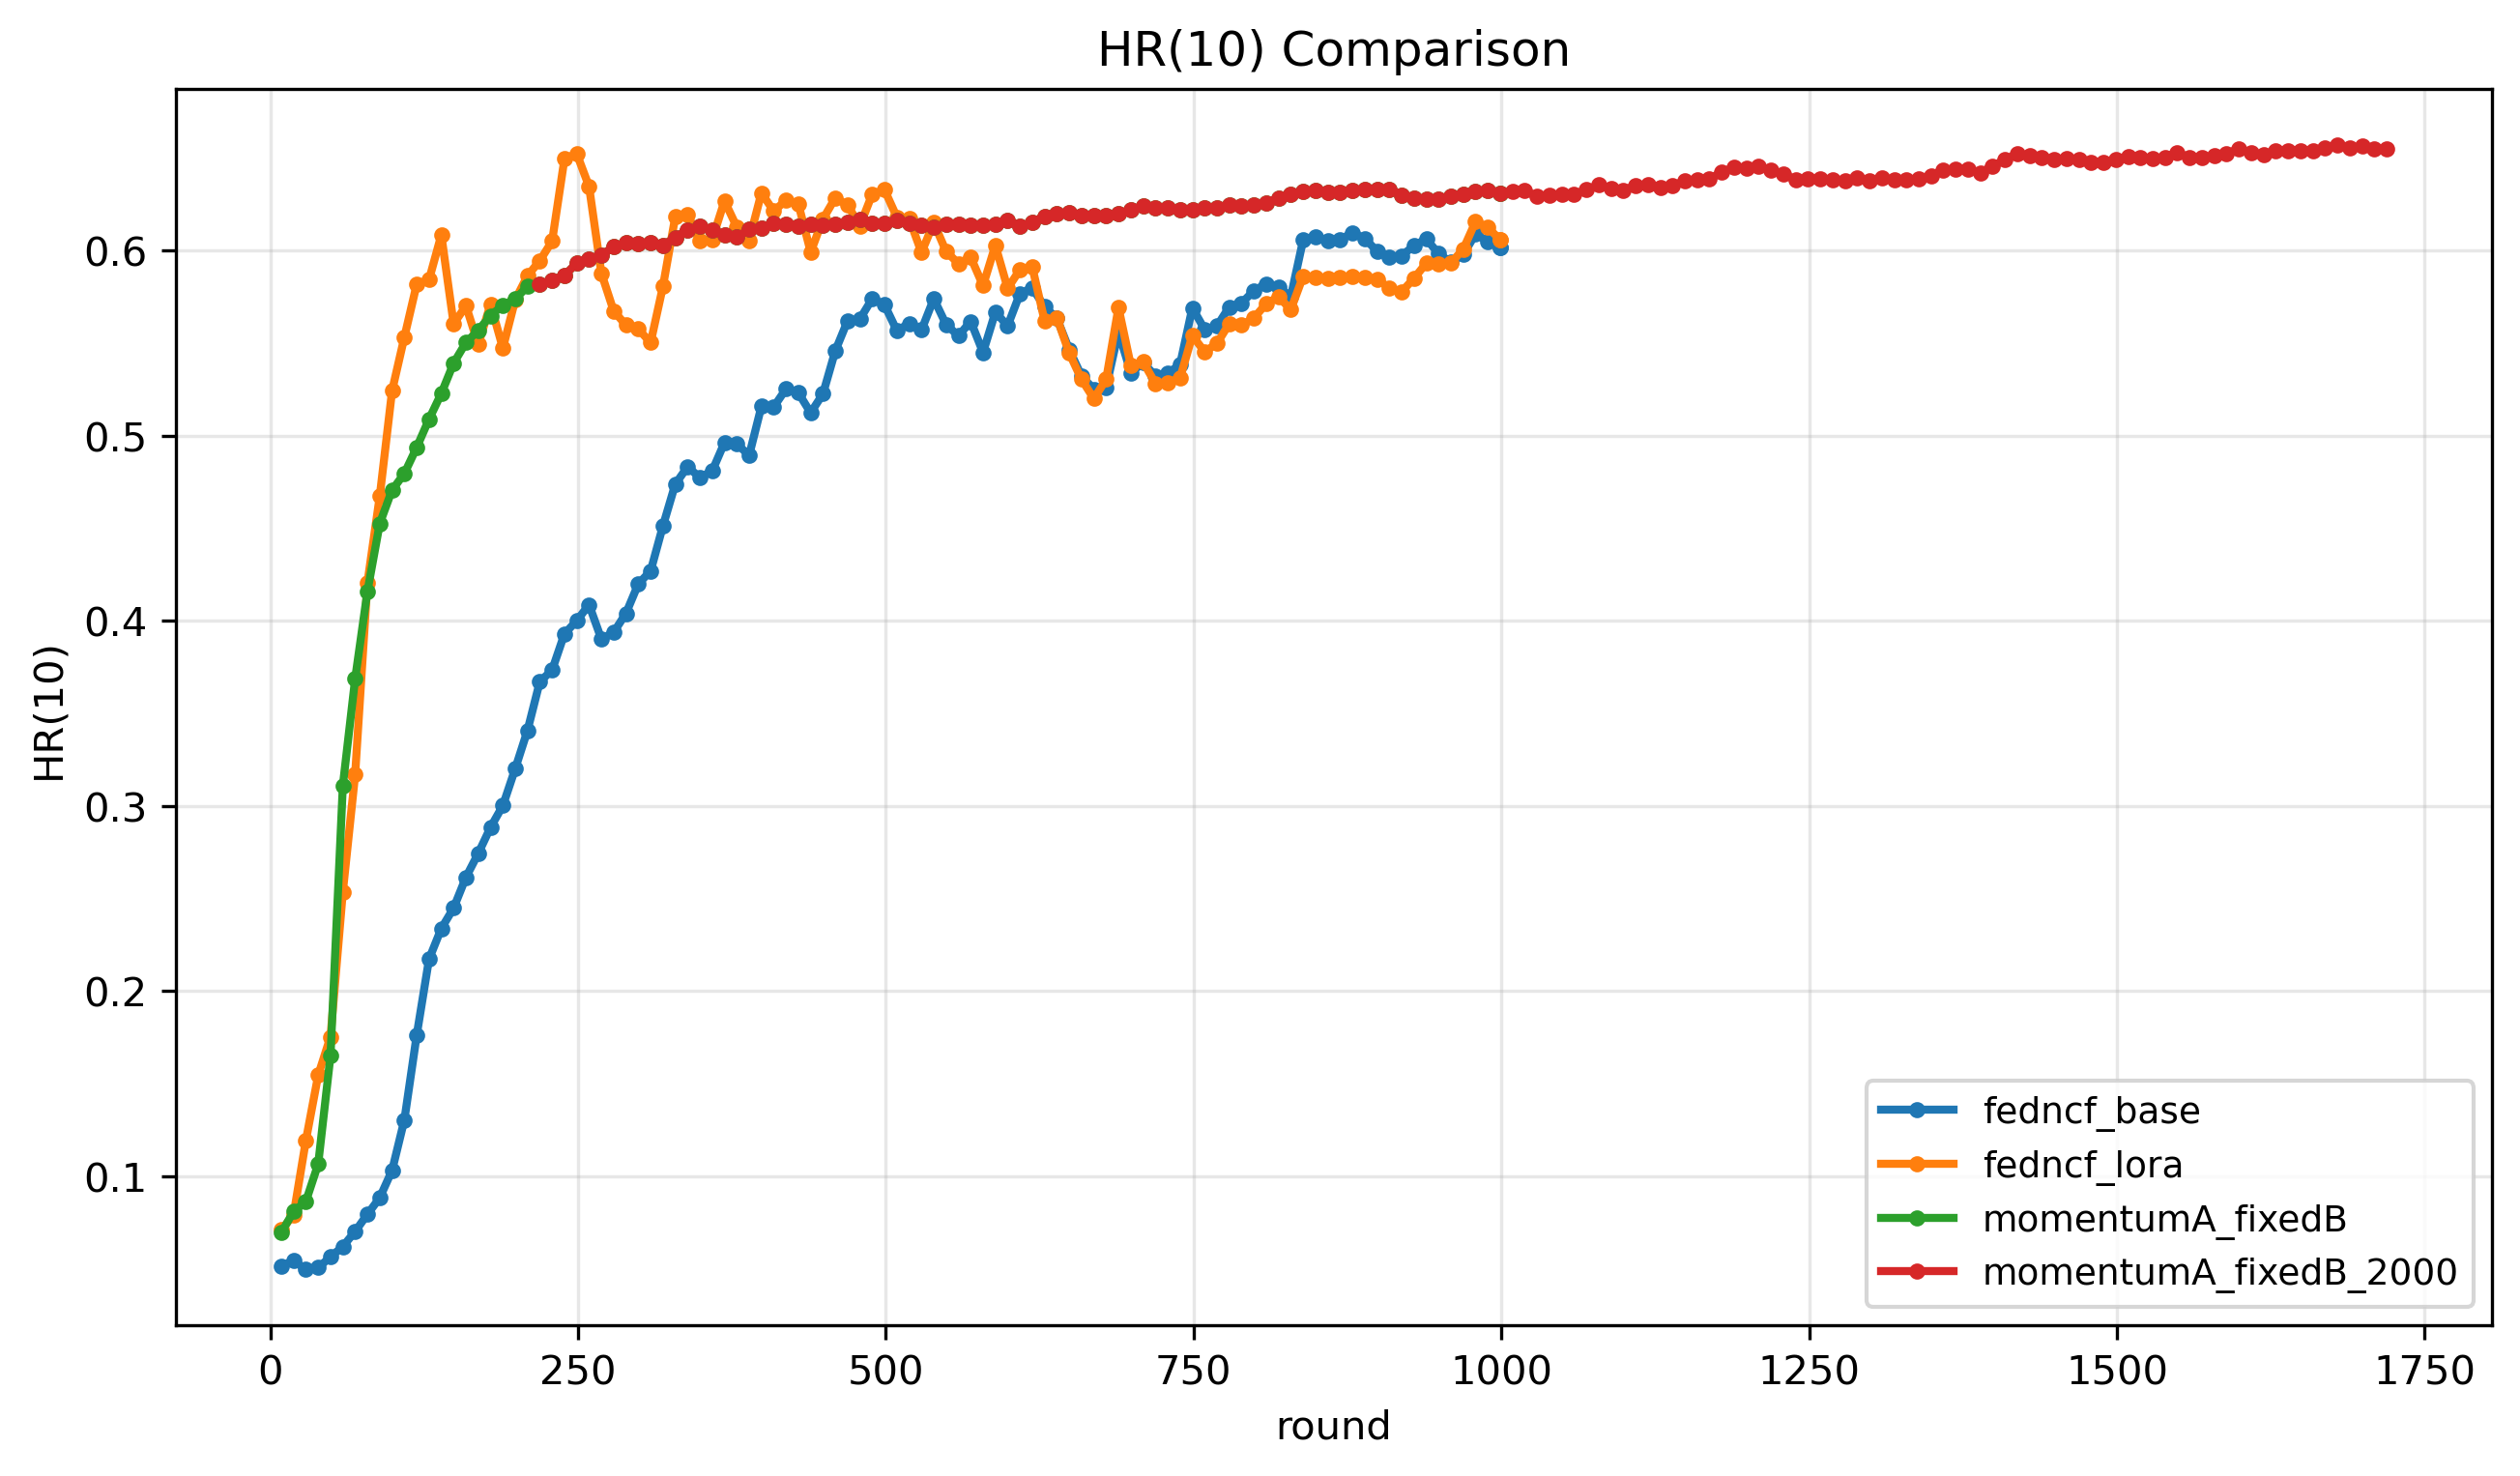 HR(10) Comparison
HR(10)
0.6
0.5
0.4
0.3
0.2
0.1
0 250 500 750 1000 1250 1500 1750
round
fedncf_base
fedncf_lora
momentumA_fixedB
momentumA_fixedB_2000